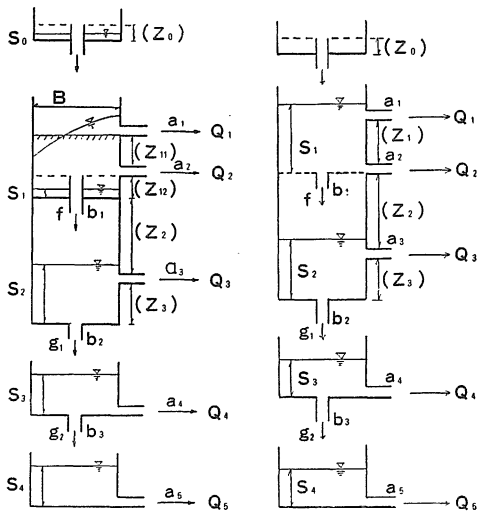 S₀ (Z₀)
B
a₁ Q₁
(Z₁₁)
a₂ Q₂
S₁ (Z₁₂)
f b₁
(Z₂)
a₃ Q₃
S₂ (Z₃)
g₁ b₂
S₃ a₄ Q₄
g₂ b₃
S₄ a₅ Q₅
(Z₀)
a₁ Q₁
S₁ (Z₁)
a₂ Q₂
f b₁
(Z₂)
a₃ Q₃
S₂ (Z₃)
g₁ b₂
S₃ a₄ Q₄
g₂ b₃
S₄ a₅ Q₅